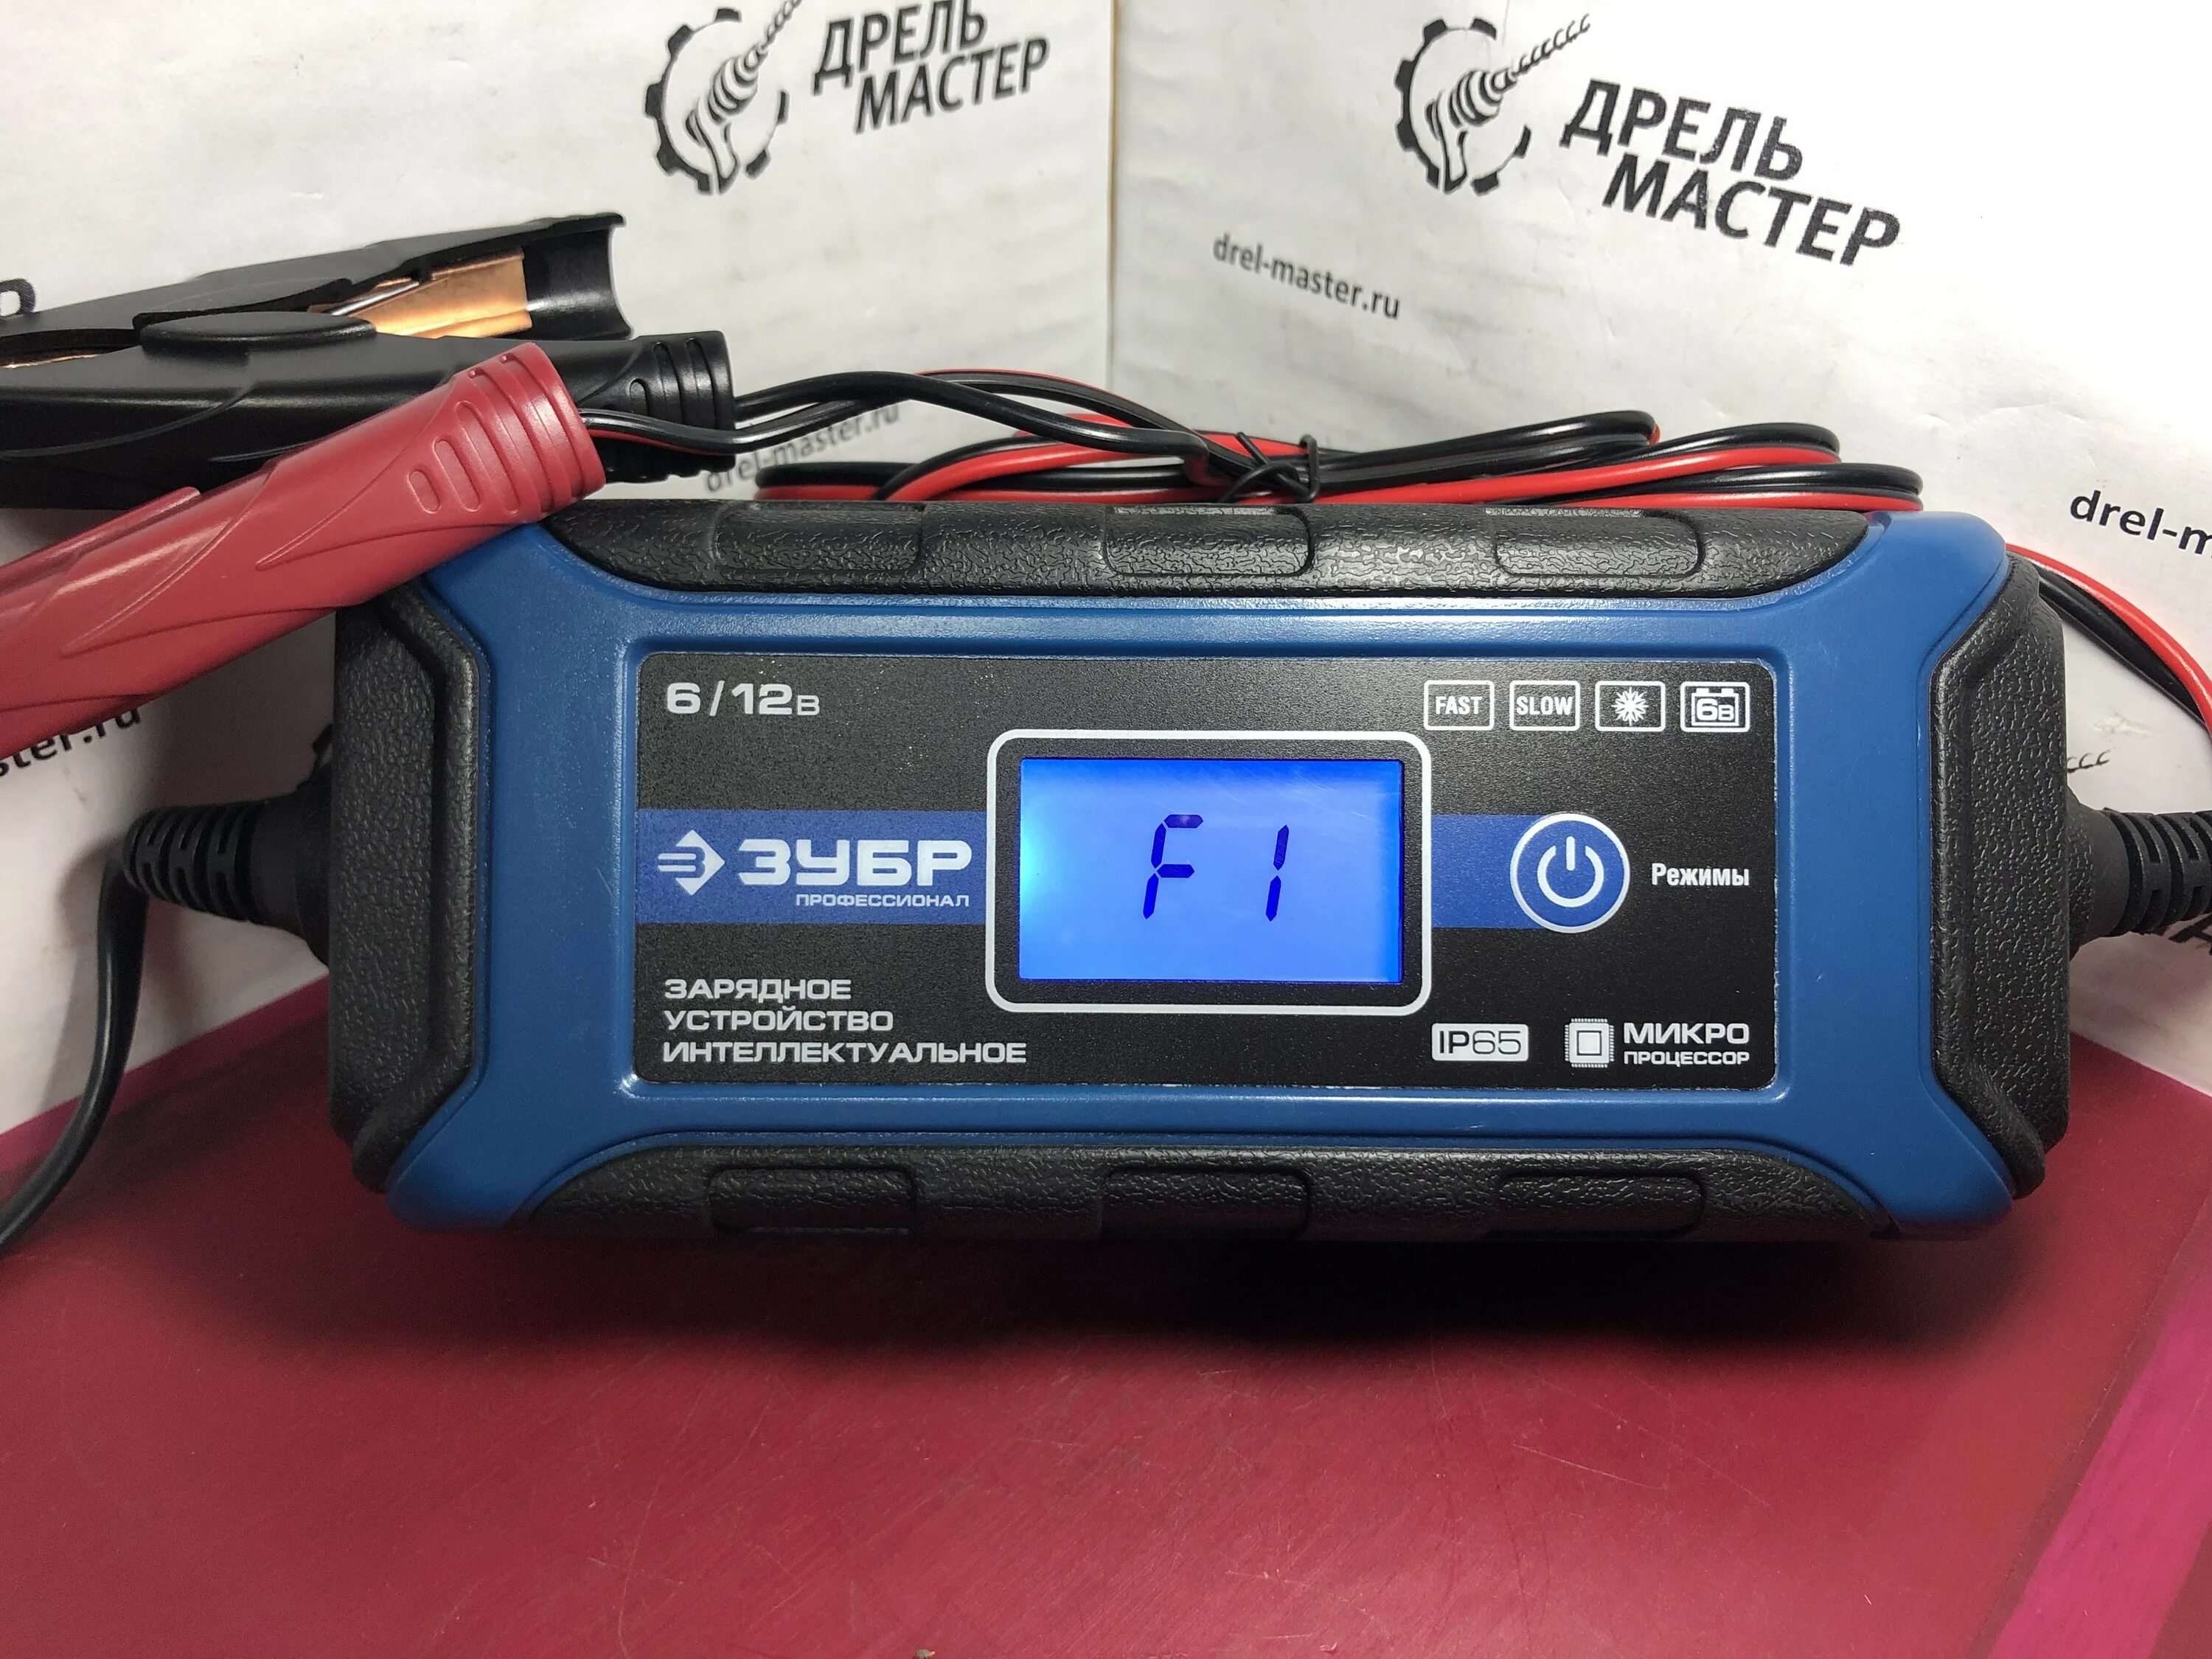 ДРЕЛЬ
МАСТЕР
ДРЕЛЬ
МАСТЕР
drel-master.ru
drel-master.ru
6/12В
FAST
SLOW
6В
F1
ЗУБР
ПРОФЕССИОНАЛ
Режимы
ЗАРЯДНОЕ
УСТРОЙСТВО
ИНТЕЛЛЕКТУАЛЬНОЕ
IP65
МИКРО
ПРОЦЕССОР